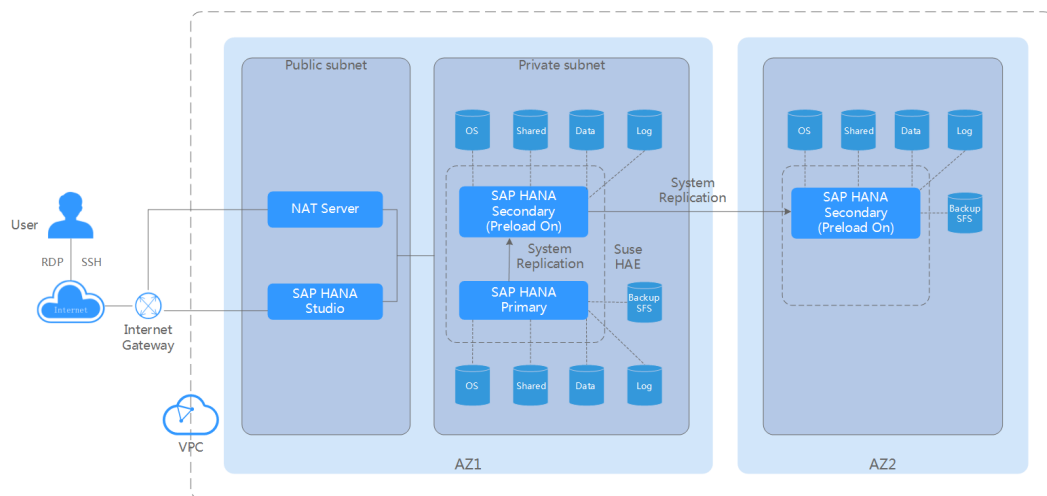 Public subnet
Private subnet
OS
Shared
Data
Log
OS
Shared
Data
Log
SAP HANA
Secondary
(Preload On)
System
Replication
SAP HANA
Secondary
(Preload On)
Backup
SFS
NAT Server
User
RDP
SSH
System
Replication
Suse
HAE
SAP HANA
Studio
SAP HANA
Primary
Backup
SFS
Internet
Internet
Gateway
OS
Shared
Data
Log
VPC
AZ1
AZ2